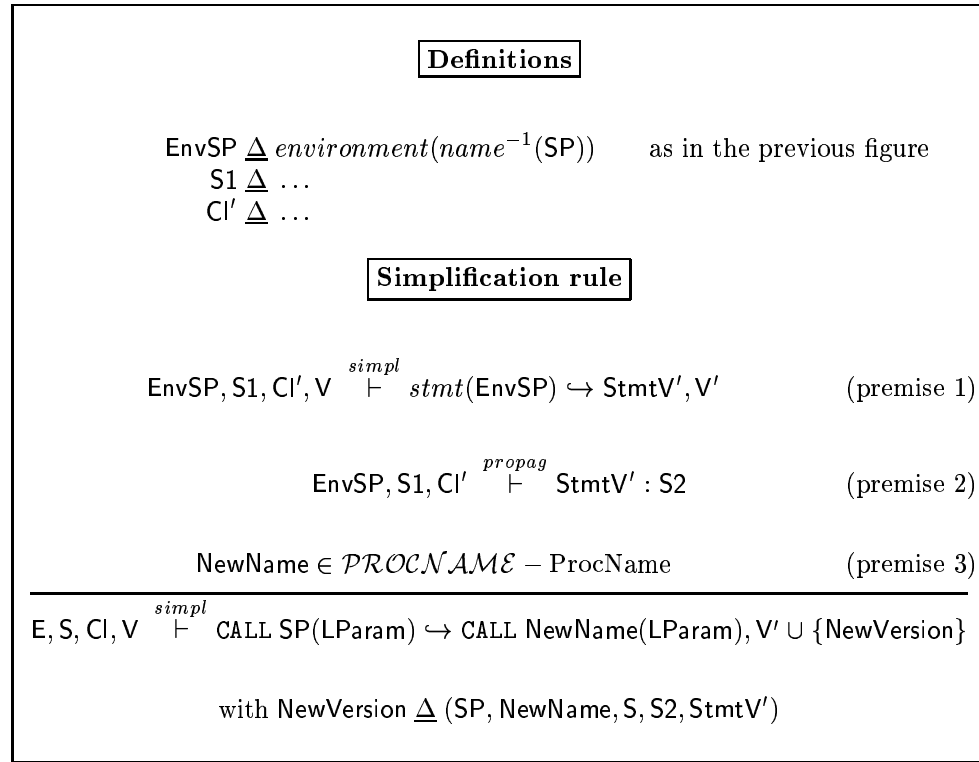 Definitions
EnvSP Δ environment(name⁻¹(SP)) as in the previous figure
S1 Δ ...
Cl′ Δ ...
Simplification rule
simpl
EnvSP, S1, Cl′, V ⊢ stmt(EnvSP) ↪ StmtV′, V′ (premise 1)
propag
EnvSP, S1, Cl′ ⊢ StmtV′ : S2 (premise 2)
NewName ∈ 𝒫ℛ𝒪𝒞𝒩𝒜ℳℰ − ProcName (premise 3)
simpl
E, S, Cl, V ⊢ CALL SP(LParam) ↪ CALL NewName(LParam), V′ ∪ {NewVersion}
with NewVersion Δ (SP, NewName, S, S2, StmtV′)